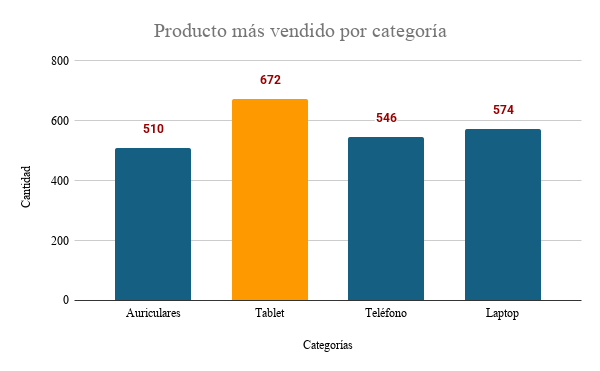 Producto más vendido por categoría
Cantidad
800
600
400
200
0
510
672
546
574
Auriculares
Tablet
Teléfono
Laptop
Categorías